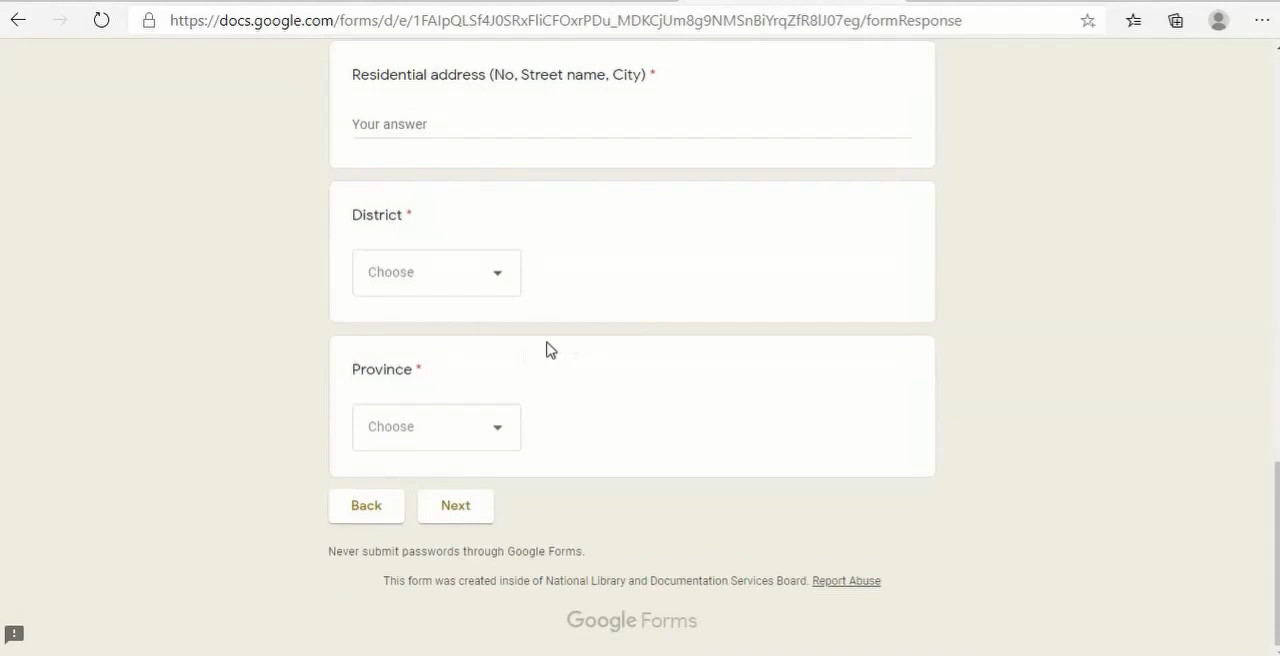 https://docs.google.com/forms/d/e/1FAIpQLSf4J0SRxFliCFOxrPDu_MDKCjUm8g9NMSnBiYrqZfR8lJ07eg/formResponse
Residential address (No, Street name, City) *
Your answer
District *
Choose
Province *
Choose
Back Next
Never submit passwords through Google Forms.
This form was created inside of National Library and Documentation Services Board. Report Abuse
Google Forms